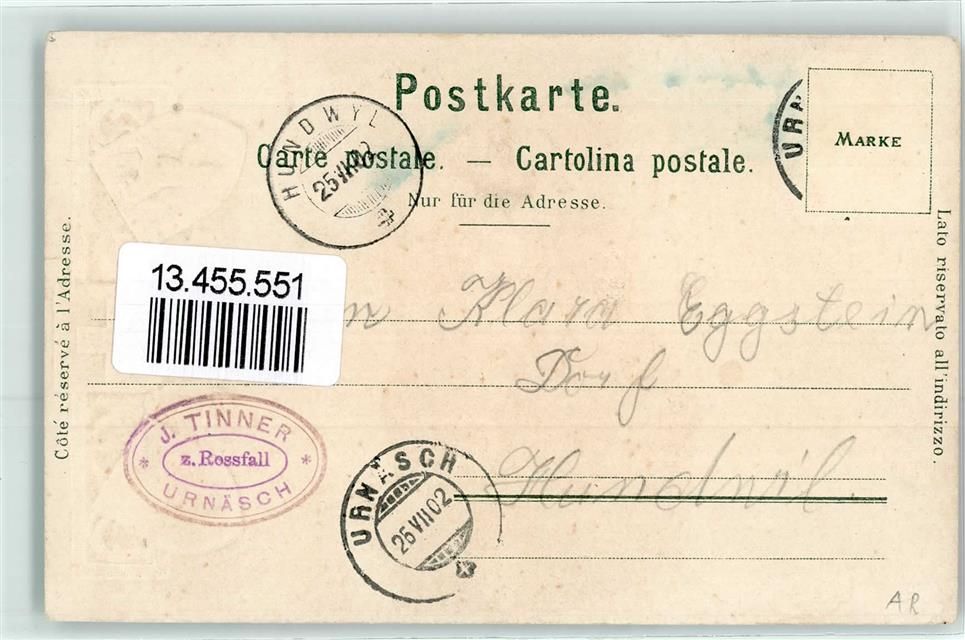 Postkarte.
Carte postale. — Cartolina postale.
Nur für die Adresse.
MARKE
HUNDWYL
25 VII 02
URN
Côté réservé à l'Adresse.
Lato riservato all'indirizzo.
13.455.551
Klara Eggstein
Dorf
Hundwil.
J. TINNER
z. Rossfall
* *
URNÄSCH
URNÄSCH
25 VII 02
AR